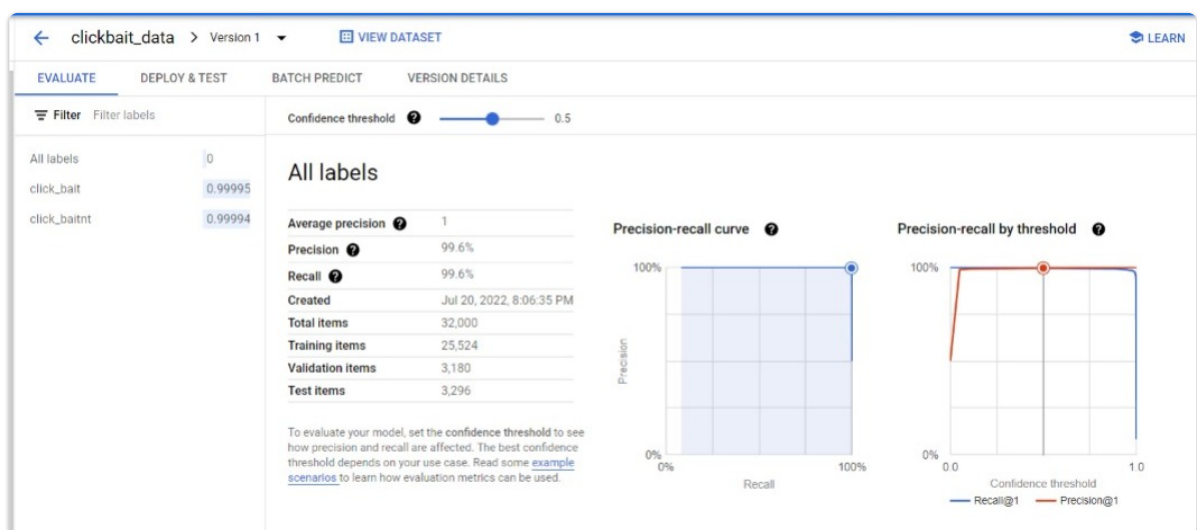 clickbait_data > Version 1
VIEW DATASET
LEARN
EVALUATE
DEPLOY & TEST
BATCH PREDICT
VERSION DETAILS
Filter Filter labels
Confidence threshold ? 0.5
All labels 0
click_bait 0.99995
click_baitnt 0.99994
All labels
Average precision ? 1
Precision ? 99.6%
Recall ? 99.6%
Created Jul 20, 2022, 8:06:35 PM
Total items 32,000
Training items 25,524
Validation items 3,180
Test items 3,296
To evaluate your model, set the confidence threshold to see
how precision and recall are affected. The best confidence
threshold depends on your use case. Read some example
scenarios to learn how evaluation metrics can be used.
Precision-recall curve ?
100%
Precision
0%
0%
100%
Recall
Precision-recall by threshold ?
100%
0%
0.0
1.0
Confidence threshold
Recall@1 Precision@1